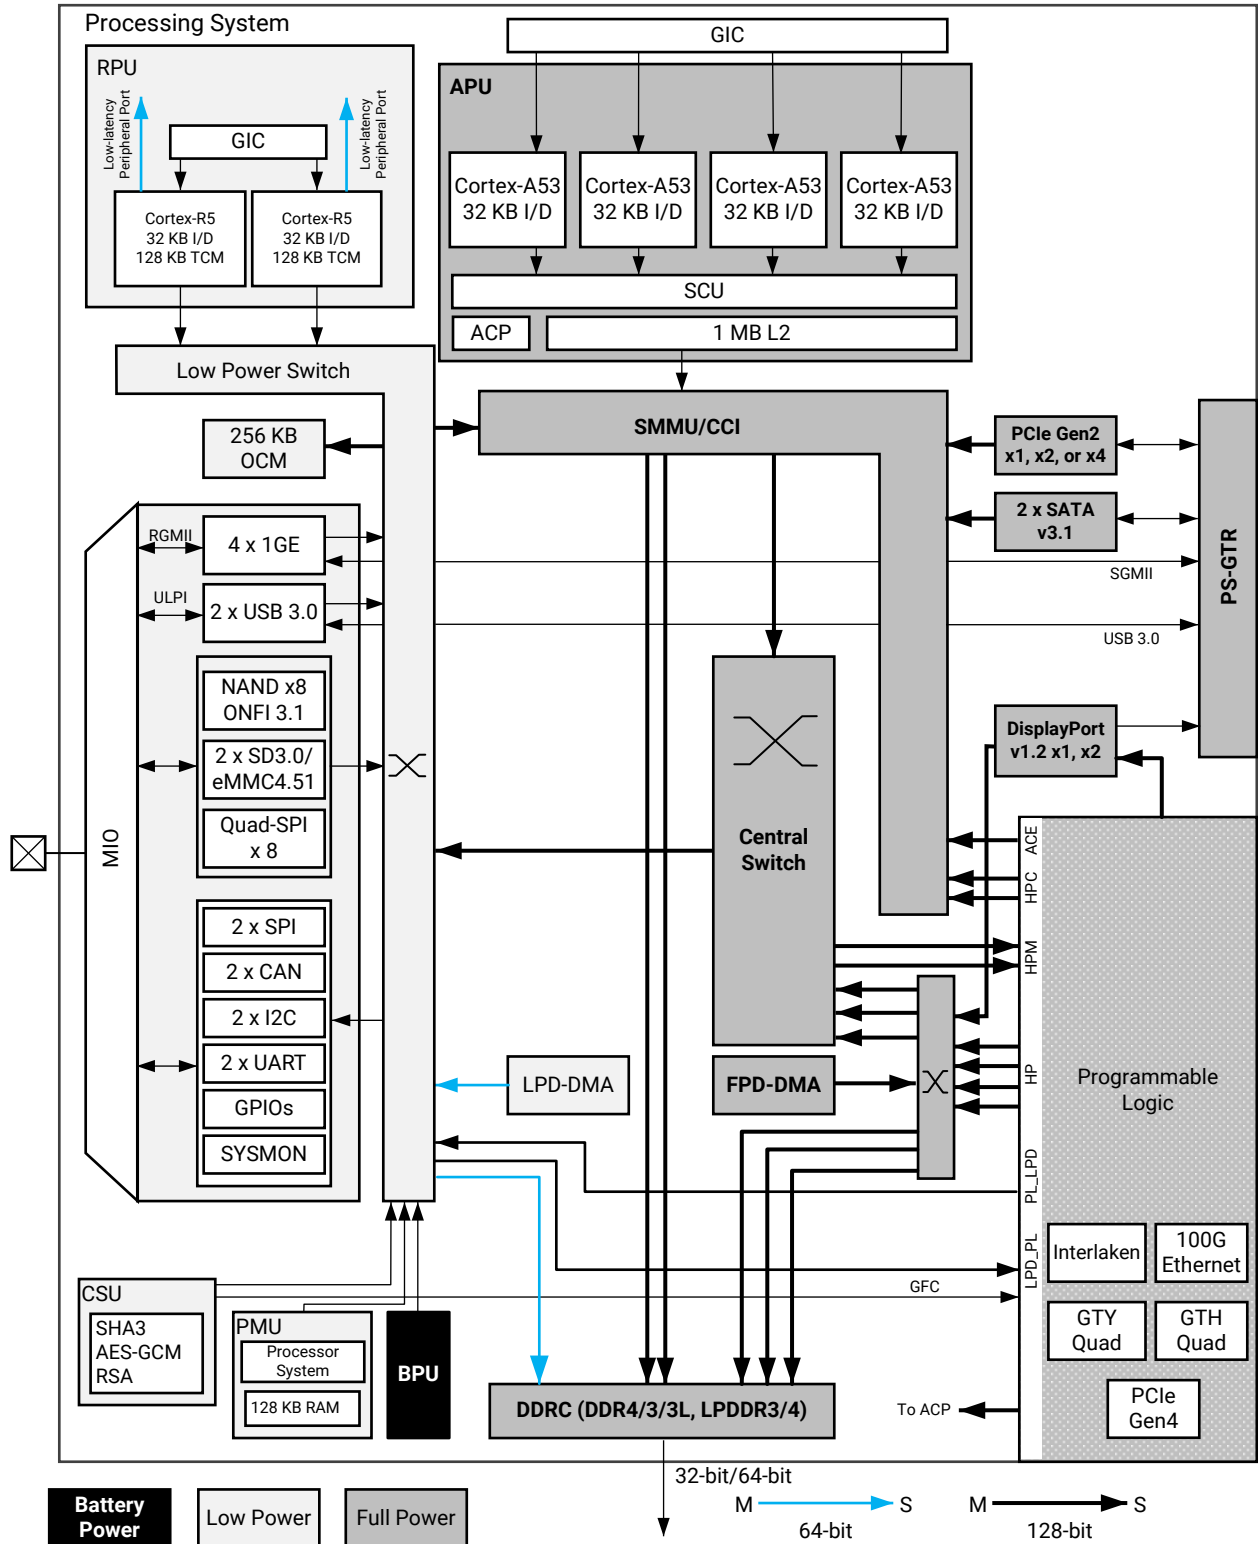 Processing System
RPU
Low-latency
Peripheral Port
GIC
Low-latency
Peripheral Port
Cortex-R5
32 KB I/D
128 KB TCM
Cortex-R5
32 KB I/D
128 KB TCM
GIC
APU
Cortex-A53
32 KB I/D
Cortex-A53
32 KB I/D
Cortex-A53
32 KB I/D
Cortex-A53
32 KB I/D
SCU
ACP
1 MB L2
Low Power Switch
256 KB
OCM
SMMU/CCI
PCIe Gen2
x1, x2, or x4
2 x SATA
v3.1
PS-GTR
RGMII
4 x 1GE
SGMII
ULPI
2 x USB 3.0
USB 3.0
NAND x8
ONFI 3.1
2 x SD3.0/
eMMC4.51
Quad-SPI
x 8
MIO
DisplayPort
v1.2 x1, x2
Central
Switch
ACE
HPC
HPM
HP
PL_LPD
LPD_PL
2 x SPI
2 x CAN
2 x I2C
2 x UART
GPIOs
SYSMON
LPD-DMA
FPD-DMA
Programmable
Logic
Interlaken
100G
Ethernet
GTY
Quad
GTH
Quad
PCIe
Gen4
GFC
To ACP
CSU
SHA3
AES-GCM
RSA
PMU
Processor
System
128 KB RAM
BPU
DDRC (DDR4/3/3L, LPDDR3/4)
32-bit/64-bit
Battery
Power
Low Power
Full Power
M
S
64-bit
M
S
128-bit